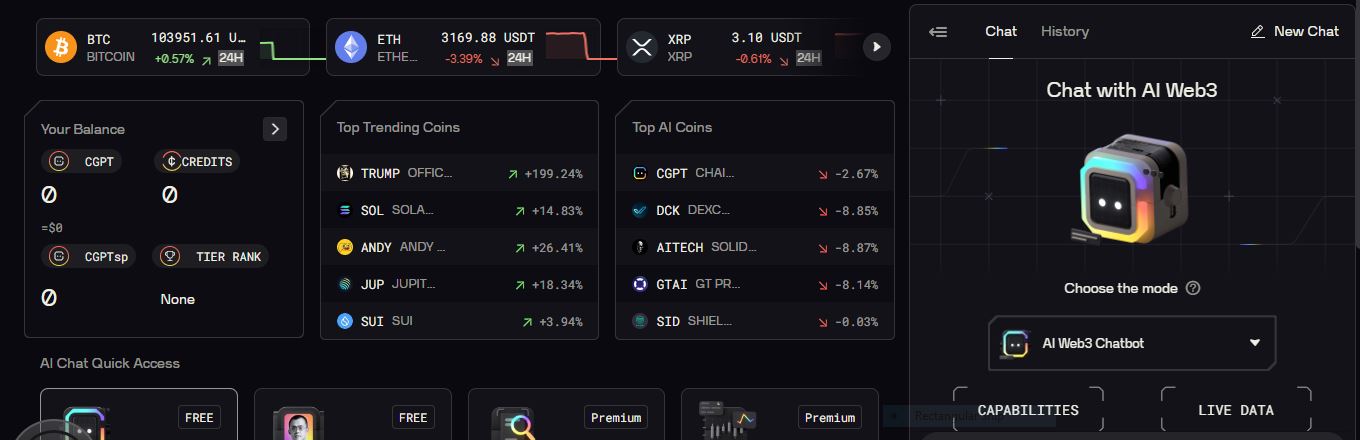 BTC 103951.61 U...
BITCOIN +0.57% 24H
ETH 3169.88 USDT
ETHE... -3.39% 24H
XRP 3.10 USDT
XRP -0.61% 24H
Your Balance
CGPT CREDITS
0 0
=$0
CGPTsp TIER RANK
0 None
Top Trending Coins
TRUMP OFFIC... +199.24%
SOL SOLA... +14.83%
ANDY ANDY ... +26.41%
JUP JUPIT... +18.34%
SUI SUI +3.94%
Top AI Coins
CGPT CHAI... -2.67%
DCK DEXC... -8.85%
AITECH SOLID... -8.87%
GTAI GT PR... -8.14%
SID SHIEL... -0.03%
AI Chat Quick Access
FREE FREE Premium Premium
Chat History New Chat
Chat with AI Web3
Choose the mode ?
AI Web3 Chatbot
Rectangular
CAPABILITIES LIVE DATA